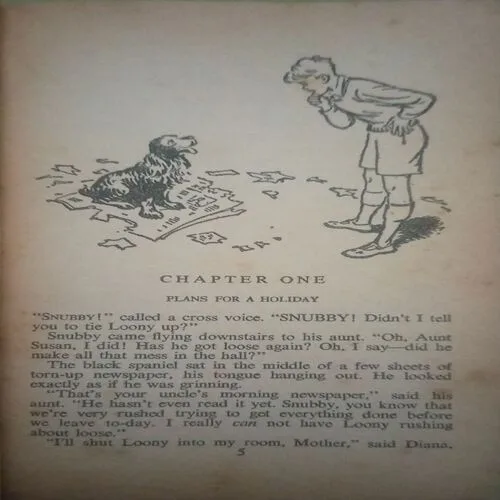 CHAPTER ONE
PLANS FOR A HOLIDAY
"SNUBBY!" called a cross voice. "SNUBBY! Didn't I tell
you to tie Loony up?"
Snubby came flying downstairs to his aunt. "Oh, Aunt
Susan, I did! Has he got loose again? Oh, I say—did he
make all that mess in the hall?"
The black spaniel sat in the middle of a few sheets of
torn-up newspaper, his tongue hanging out. He looked
exactly as if he was grinning.
"That's your uncle's morning newspaper," said his
aunt. "He hasn't even read it yet. Snubby, you know that
we're very rushed trying to get everything done before
we leave to-day. I really can not have Loony rushing
about loose."
"I'll shut Loony into my room, Mother," said Diana,
5